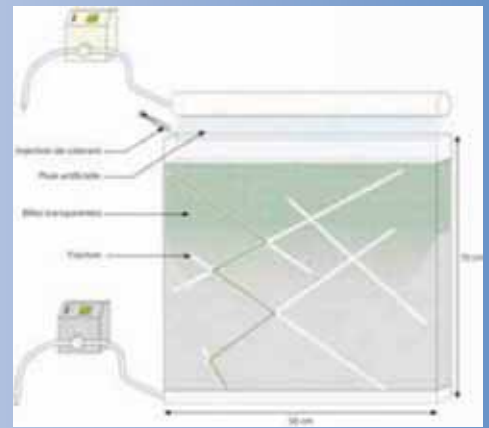 Injection de colorant
Pluie artificielle
Billes transparentes
Fracture
50 cm